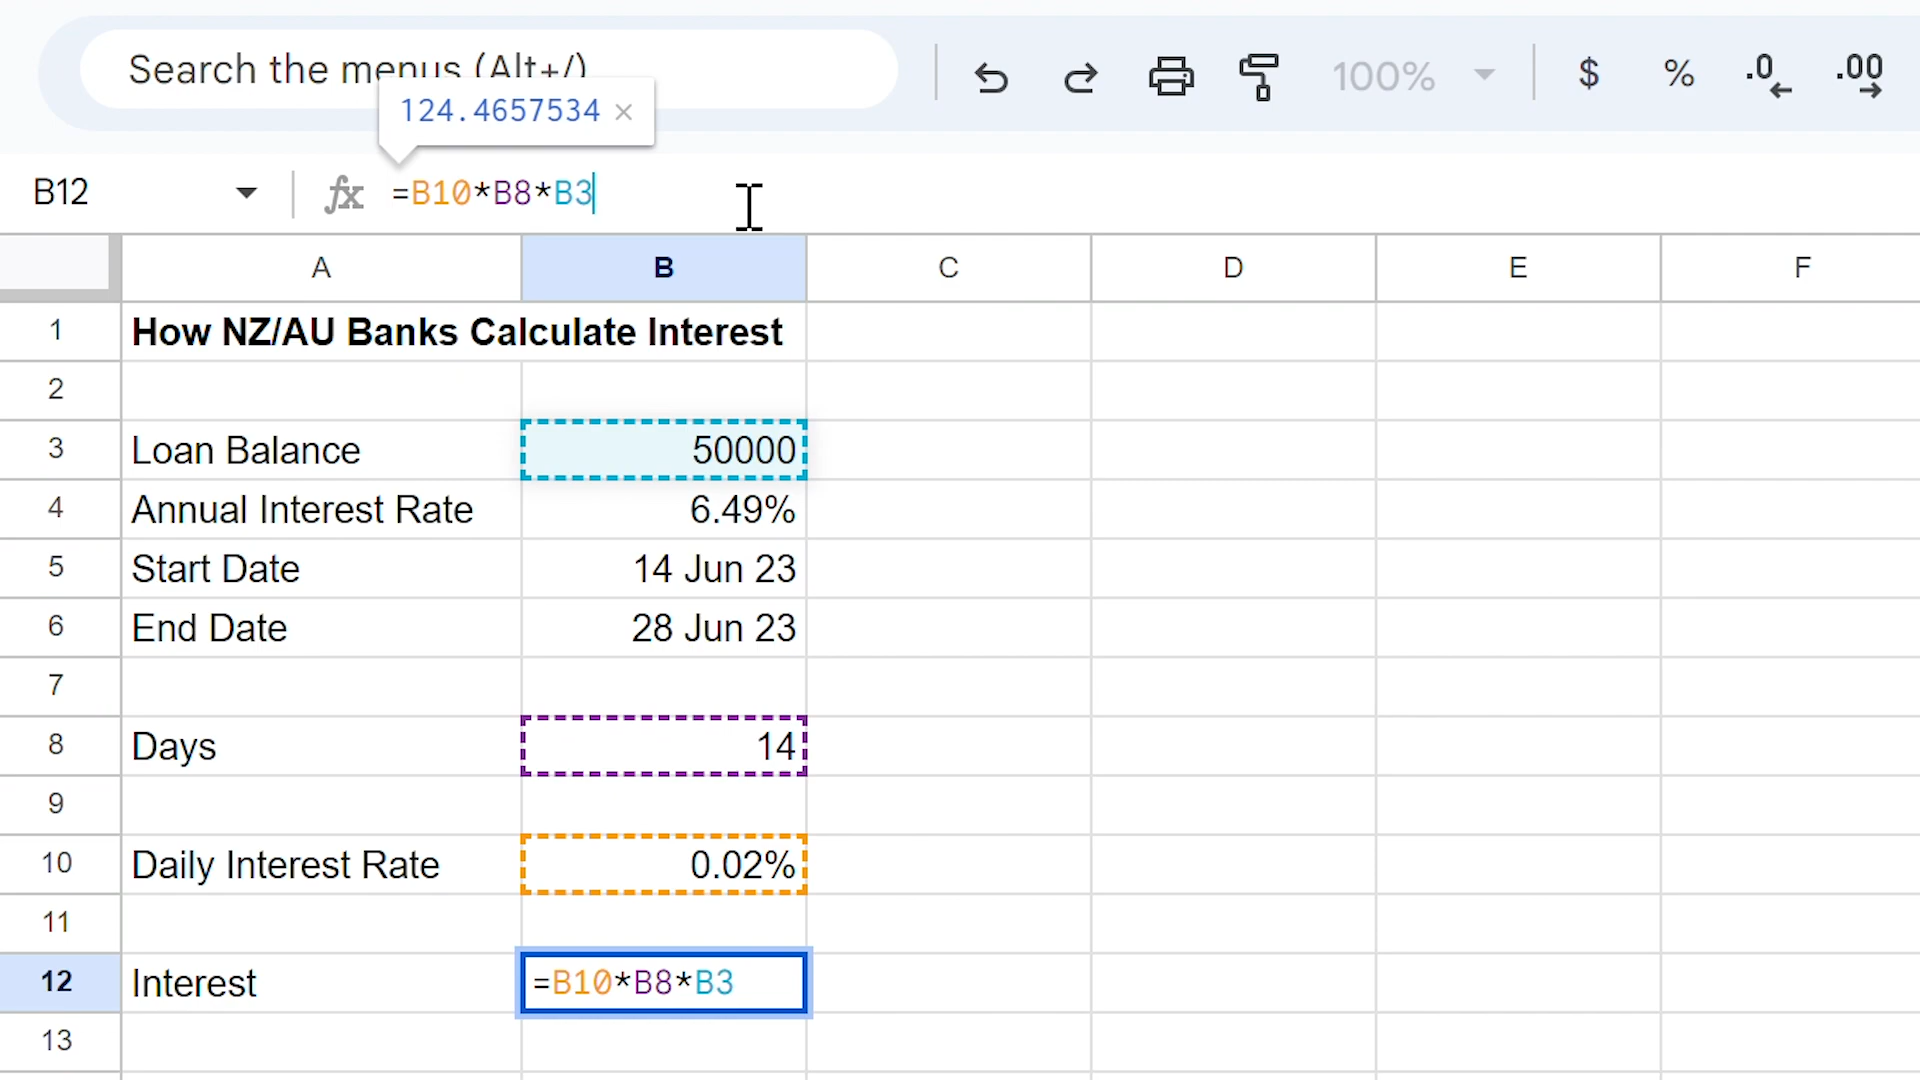 Search the menus (Alt+/)
100% $ % .0 .00
124.4657534 ×
B12 fx =B10*B8*B3
A B C D E F
1 How NZ/AU Banks Calculate Interest
2
3 Loan Balance 50000
4 Annual Interest Rate 6.49%
5 Start Date 14 Jun 23
6 End Date 28 Jun 23
7
8 Days 14
9
10 Daily Interest Rate 0.02%
11
12 Interest =B10*B8*B3
13